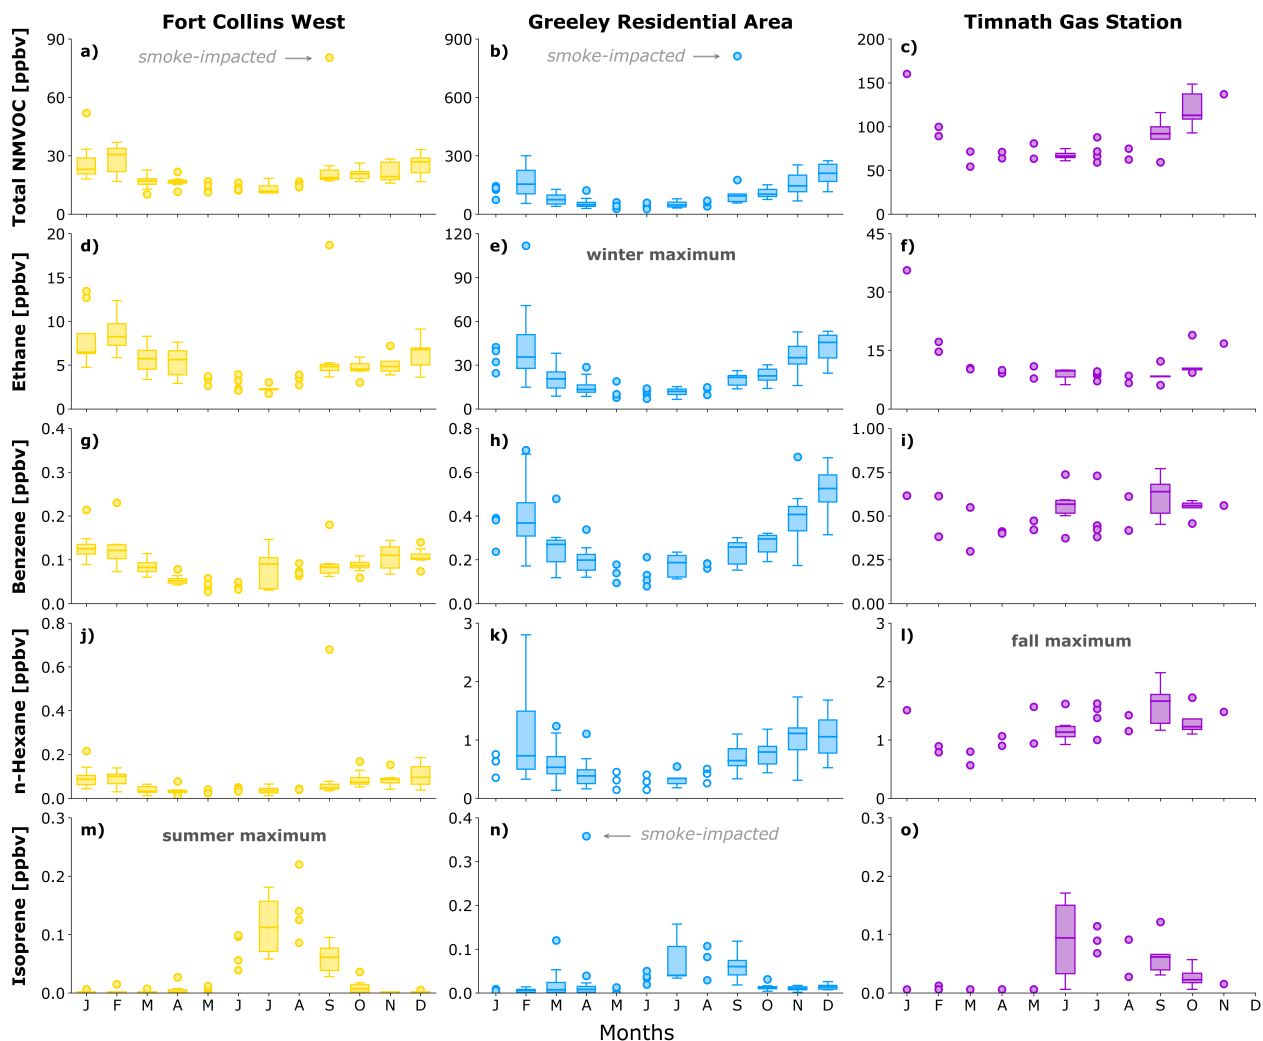 Fort Collins West
Greeley Residential Area
Timnath Gas Station
Total NMVOC [ppbv]
90
60
30
0
a)
smoke-impacted
900
600
300
0
b)
smoke-impacted
200
150
100
50
0
c)
Ethane [ppbv]
20
15
10
5
0
d)
120
90
60
30
0
e)
winter maximum
45
30
15
0
f)
Benzene [ppbv]
0.4
0.3
0.2
0.1
0.0
g)
0.8
0.6
0.4
0.2
0.0
h)
1.00
0.75
0.50
0.25
0.00
i)
n-Hexane [ppbv]
0.8
0.6
0.4
0.2
0.0
j)
3
2
1
0
k)
3
2
1
0
l)
fall maximum
Isoprene [ppbv]
0.3
0.2
0.1
0.0
m)
summer maximum
0.4
0.3
0.2
0.1
0.0
n)
smoke-impacted
0.3
0.2
0.1
0.0
o)
J F M A M J J A S O N D
J F M A M J J A S O N D
J F M A M J J A S O N D
Months